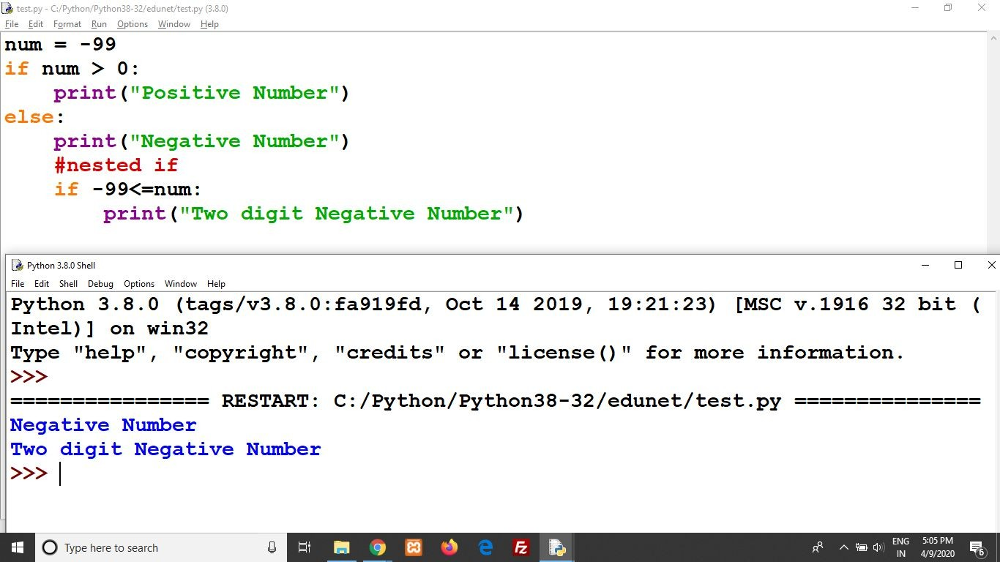 test.py - C:/Python/Python38-32/edunet/test.py (3.8.0)
File Edit Format Run Options Window Help
num = -99
if num > 0:
    print("Positive Number")
else:
    print("Negative Number")
    #nested if
    if -99<=num:
        print("Two digit Negative Number")
Python 3.8.0 Shell
File Edit Shell Debug Options Window Help
Python 3.8.0 (tags/v3.8.0:fa919fd, Oct 14 2019, 19:21:23) [MSC v.1916 32 bit (
Intel)] on win32
Type "help", "copyright", "credits" or "license()" for more information.
>>>
================ RESTART: C:/Python/Python38-32/edunet/test.py ===============
Negative Number
Two digit Negative Number
>>>
Type here to search
ENG
IN
5:05 PM
4/9/2020
6